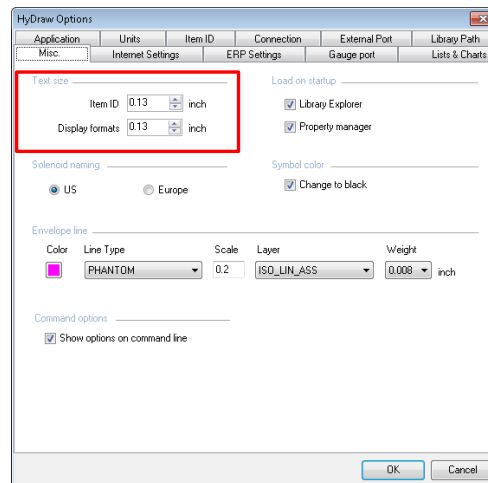 HyDraw Options
Application Units Item ID Connection External Port Library Path
Misc. Internet Settings ERP Settings Gauge port Lists & Charts
Text size Load on startup
Item ID 0.13 inch Library Explorer
Display formats 0.13 inch Property manager
Solenoid naming Symbol color
US Europe Change to black
Envelope line
Color Line Type Scale Layer Weight
PHANTOM 0.2 ISO_LIN_ASS 0.008 inch
Command options
Show options on command line
OK Cancel